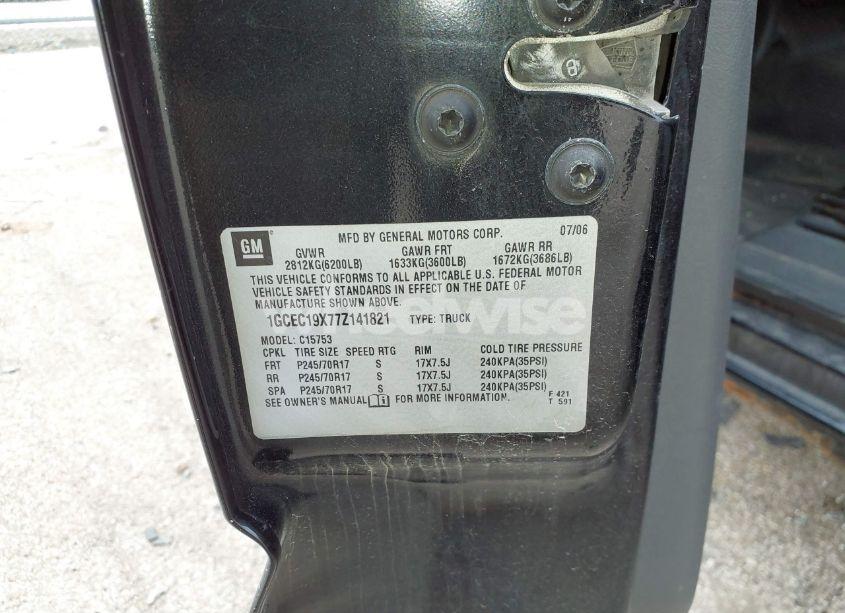 GM
MFD BY GENERAL MOTORS CORP. 07/06
GVWR GAWR FRT GAWR RR
2812KG(6200LB) 1633KG(3600LB) 1672KG(3686LB)
THIS VEHICLE CONFORMS TO ALL APPLICABLE U.S. FEDERAL MOTOR
VEHICLE SAFETY STANDARDS IN EFFECT ON THE DATE OF
MANUFACTURE SHOWN ABOVE.
1GCEC19X77Z141821 TYPE: TRUCK
MODEL: C15753
CPKL TIRE SIZE SPEED RTG RIM COLD TIRE PRESSURE
FRT P245/70R17 S 17X7.5J 240KPA(35PSI)
RR P245/70R17 S 17X7.5J 240KPA(35PSI)
SPA P245/70R17 S 17X7.5J 240KPA(35PSI)
SEE OWNER'S MANUAL FOR MORE INFORMATION.
F 421
T 591